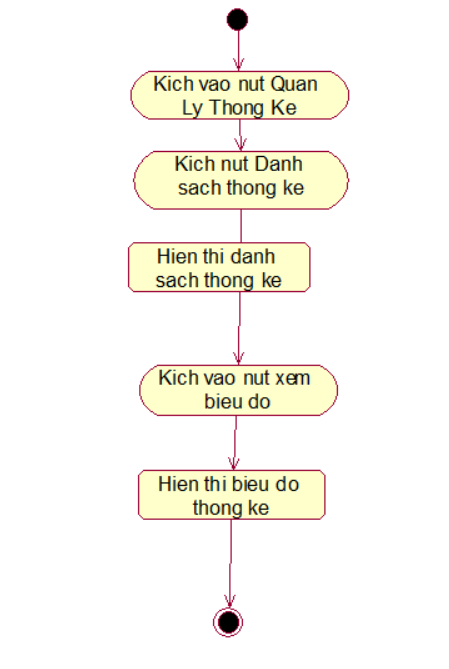 Kich vao nut Quan
Ly Thong Ke
Kich nut Danh
sach thong ke
Hien thi danh
sach thong ke
Kich vao nut xem
bieu do
Hien thi bieu do
thong ke